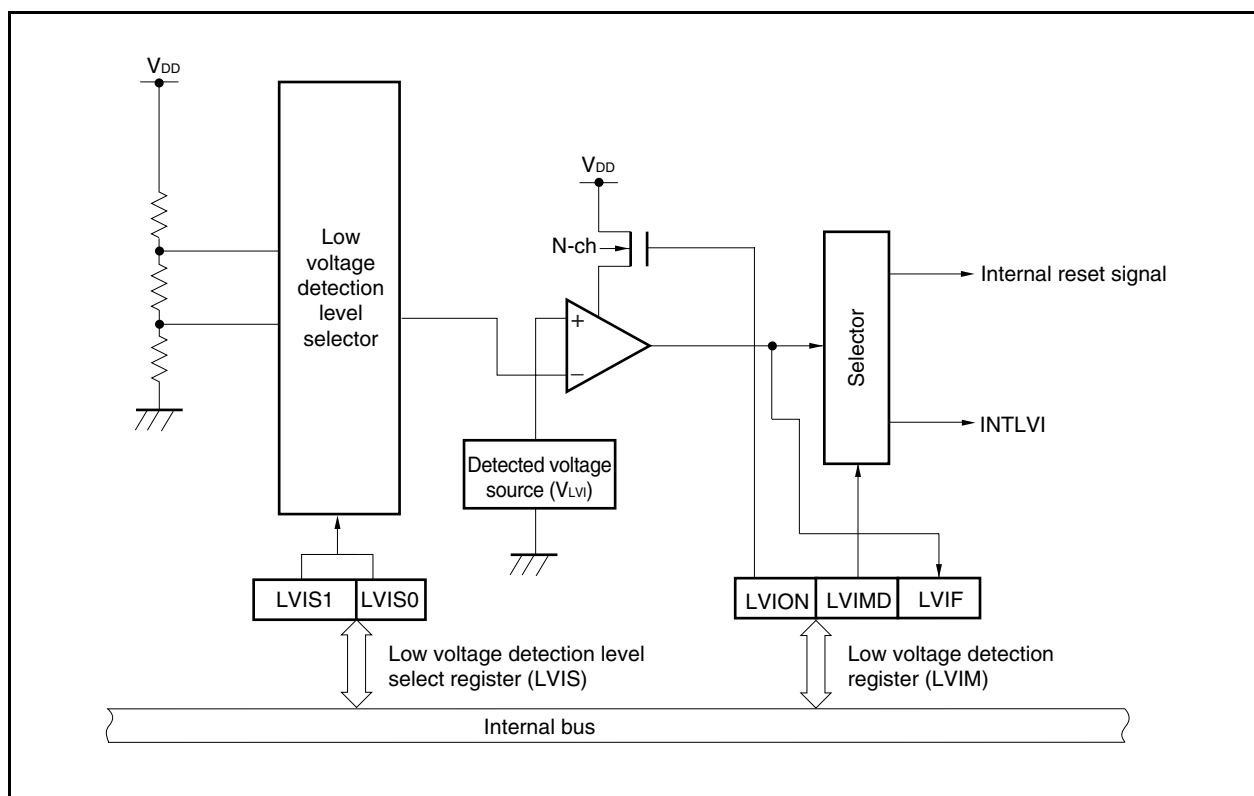 VDD
Low
voltage
detection
level
selector
VDD
N-ch
+
−
Detected voltage
source (VLVI)
Selector
Internal reset signal
INTLVI
LVIS1
LVIS0
LVION
LVIMD
LVIF
Low voltage detection level
select register (LVIS)
Low voltage detection
register (LVIM)
Internal bus